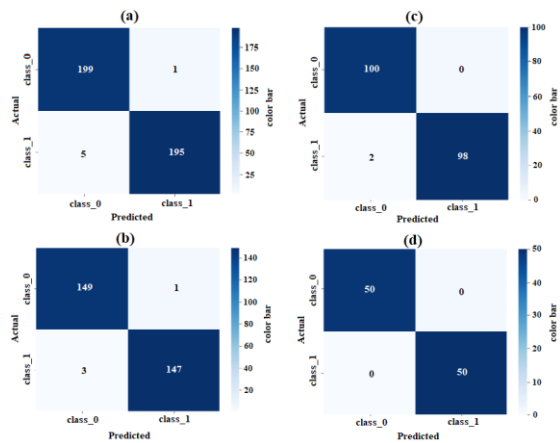 (a)
class_0
class_1
Actual
199
1
5
195
class_0
class_1
Predicted
175
150
125
100
75
50
25
color bar
(c)
class_0
class_1
Actual
100
0
2
98
class_0
class_1
Predicted
100
80
60
40
20
0
color bar
(b)
class_0
class_1
Actual
149
1
3
147
class_0
class_1
Predicted
140
120
100
80
60
40
20
color bar
(d)
class_0
class_1
Actual
50
0
0
50
class_0
class_1
Predicted
50
40
30
20
10
0
color bar